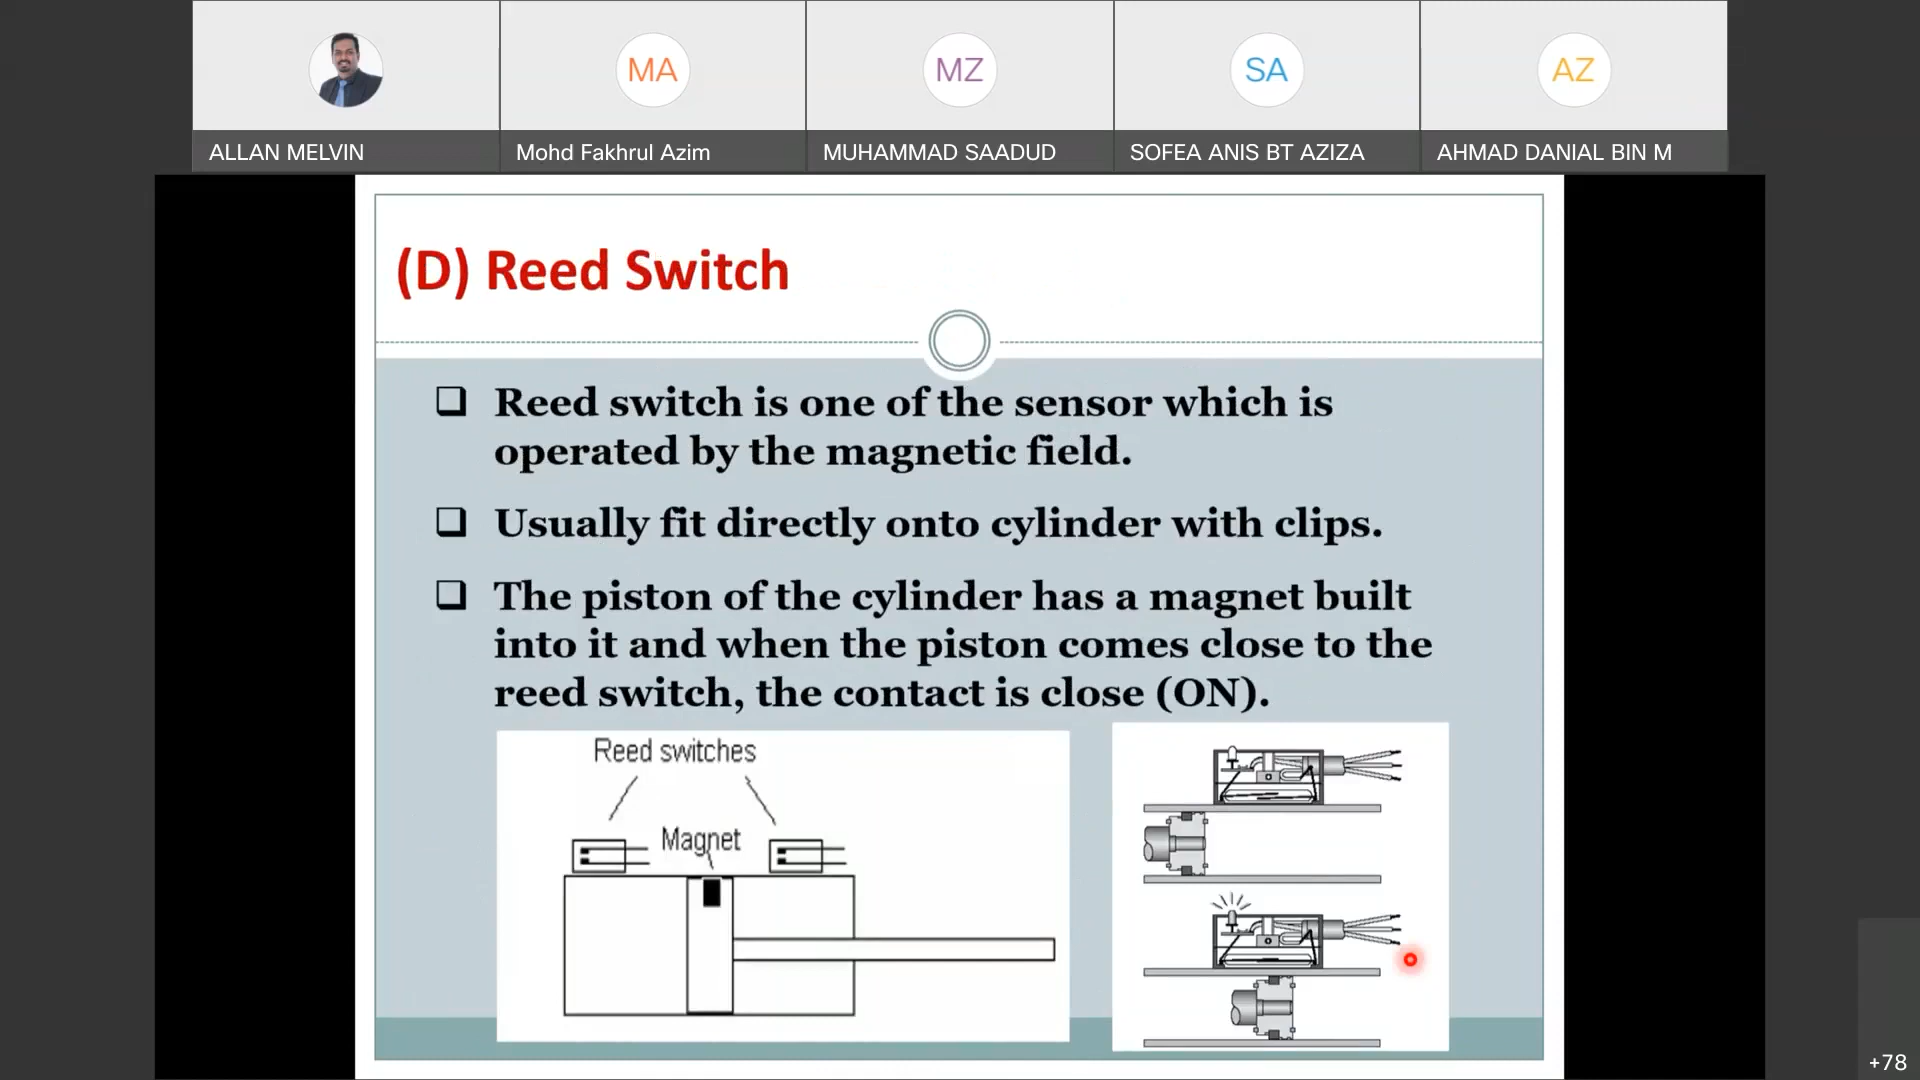 MA
MZ
SA
AZ
ALLAN MELVIN
Mohd Fakhrul Azim
MUHAMMAD SAADUD
SOFEA ANIS BT AZIZA
AHMAD DANIAL BIN M
(D) Reed Switch
Reed switch is one of the sensor which is
operated by the magnetic field.
Usually fit directly onto cylinder with clips.
The piston of the cylinder has a magnet built
into it and when the piston comes close to the
reed switch, the contact is close (ON).
Reed switches
Magnet
+78